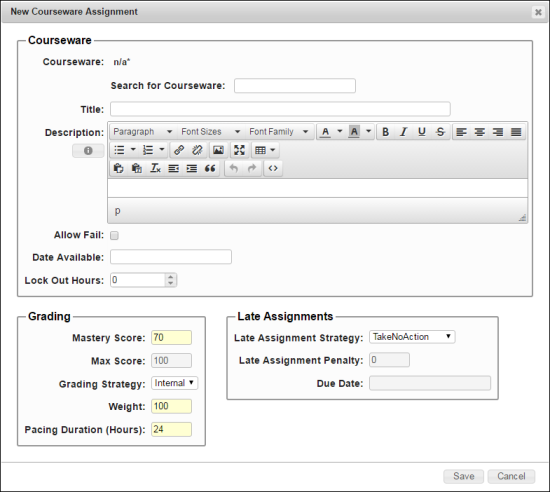 New Courseware Assignment
Courseware
Courseware: n/a*
Search for Courseware:
Title:
Description: Paragraph Font Sizes Font Family A A B I U S
p
Allow Fail:
Date Available:
Lock Out Hours: 0
Grading
Mastery Score: 70
Max Score: 100
Grading Strategy: Internal
Weight: 100
Pacing Duration (Hours): 24
Late Assignments
Late Assignment Strategy: TakeNoAction
Late Assignment Penalty: 0
Due Date:
Save Cancel